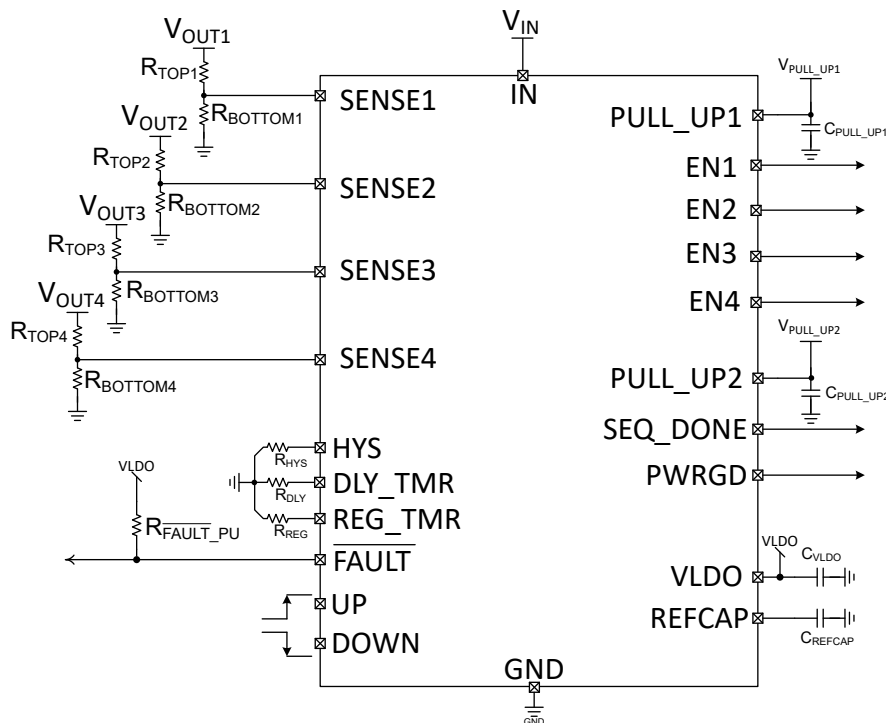 VIN
VOUT1
RTOP1
RBOTTOM1
SENSE1
IN
VPULL_UP1
PULL_UP1
CPULL_UP1
VOUT2
RTOP2
RBOTTOM2
SENSE2
EN1
EN2
VOUT3
RTOP3
RBOTTOM3
SENSE3
EN3
EN4
VOUT4
RTOP4
RBOTTOM4
SENSE4
VPULL_UP2
PULL_UP2
CPULL_UP2
SEQ_DONE
PWRGD
RHYS
HYS
RDLY
DLY_TMR
RREG
REG_TMR
VLDO
RFAULT_PU
FAULT
UP
DOWN
VLDO
VLDO
CVLDO
REFCAP
CREFCAP
GND
GND